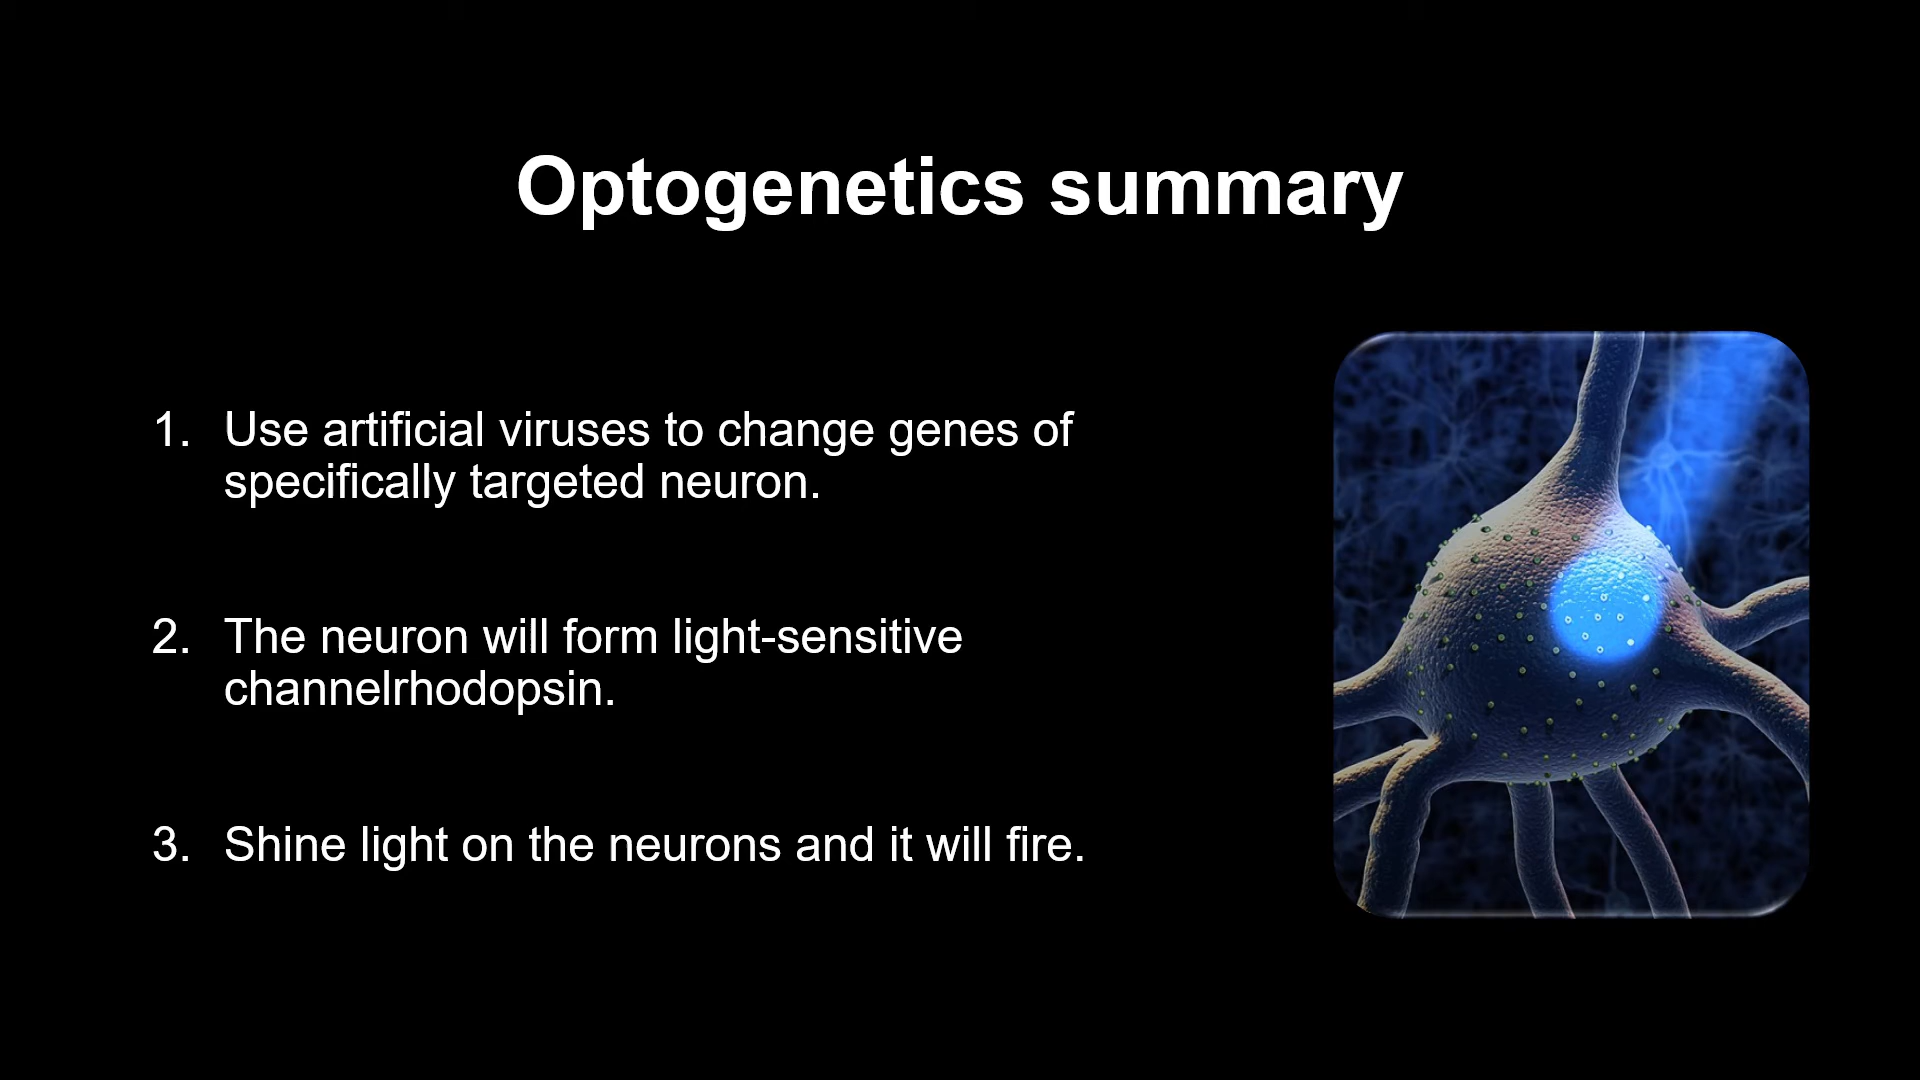 Optogenetics summary
1. Use artificial viruses to change genes of
specifically targeted neuron.
2. The neuron will form light-sensitive
channelrhodopsin.
3. Shine light on the neurons and it will fire.